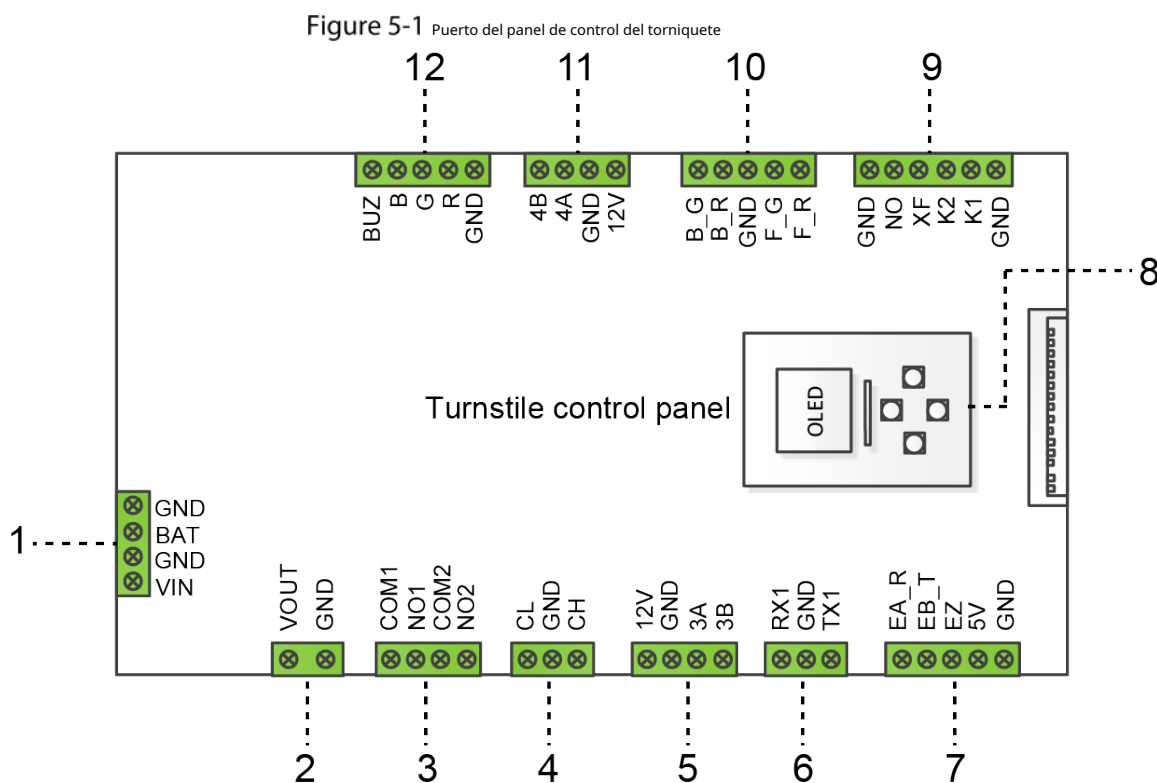 Figure 5-1 Puerto del panel de control del torniquete
12 11 10 9
BUZ B G R GND
4B 4A GND 12V
B_G B_R GND F_G F_R
GND NO XF K2 K1 GND
8
Turnstile control panel
OLED
1
GND
BAT
GND
VIN
VOUT GND
COM1 NO1 COM2 NO2
CL GND CH
12V GND 3A 3B
RX1 GND TX1
EA_R EB_T EZ 5V GND
2 3 4 5 6 7